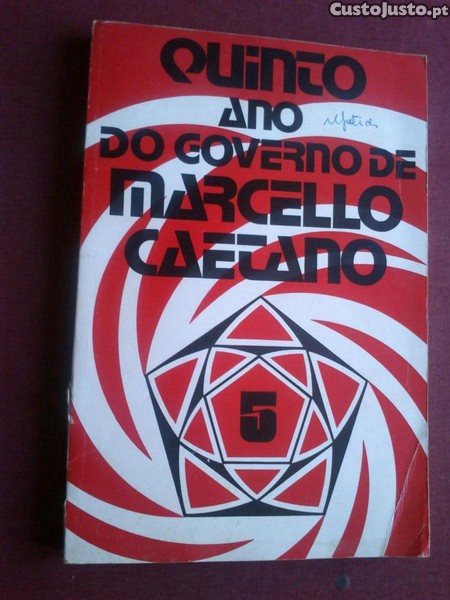 CustoJusto.pt
QUINTO
ANO
DO GOVERNO DE
MARCELLO
CAETANO
5